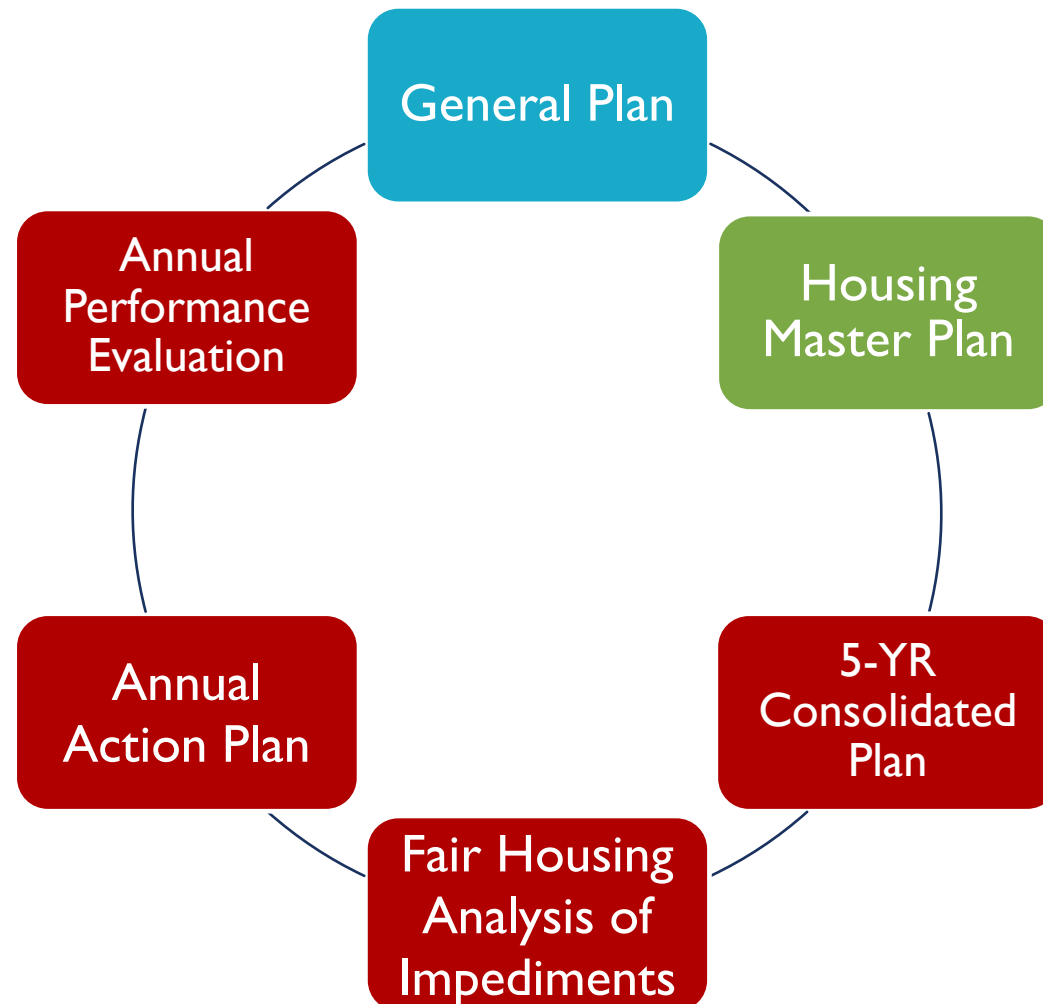 General Plan
Housing
Master Plan
5-YR
Consolidated
Plan
Fair Housing
Analysis of
Impediments
Annual
Action Plan
Annual
Performance
Evaluation